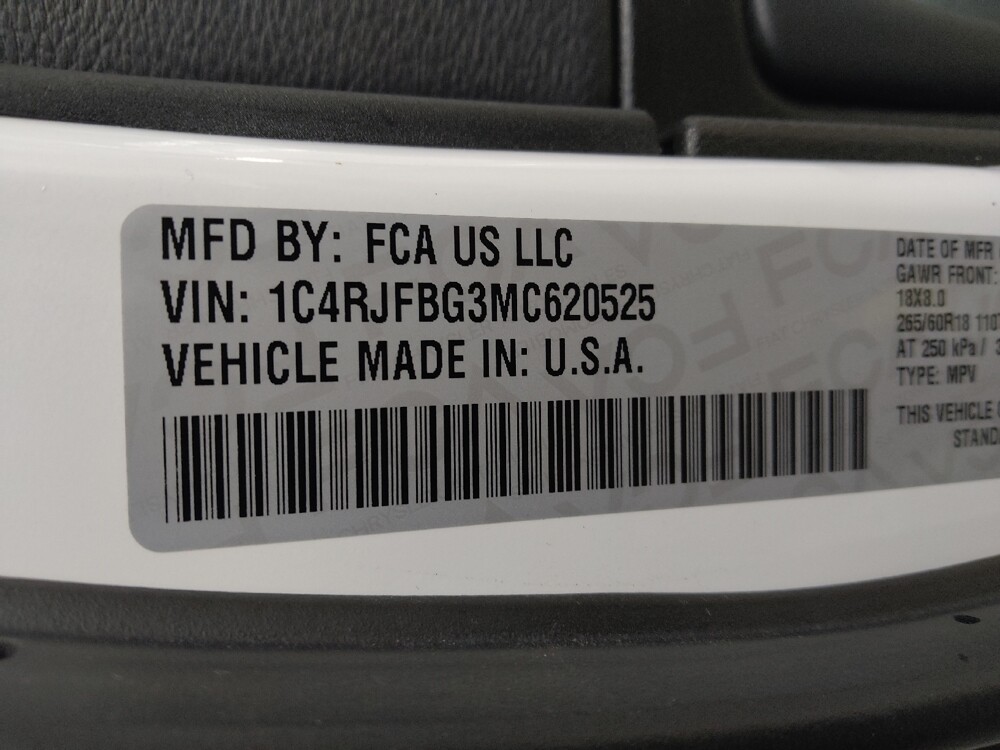 MFD BY: FCA US LLC
VIN: 1C4RJFBG3MC620525
VEHICLE MADE IN: U.S.A.
DATE OF MFR
GAWR FRONT:
18X8.0
265/60R18 110
AT 250 kPa /
TYPE: MPV
THIS VEHICLE
STAND